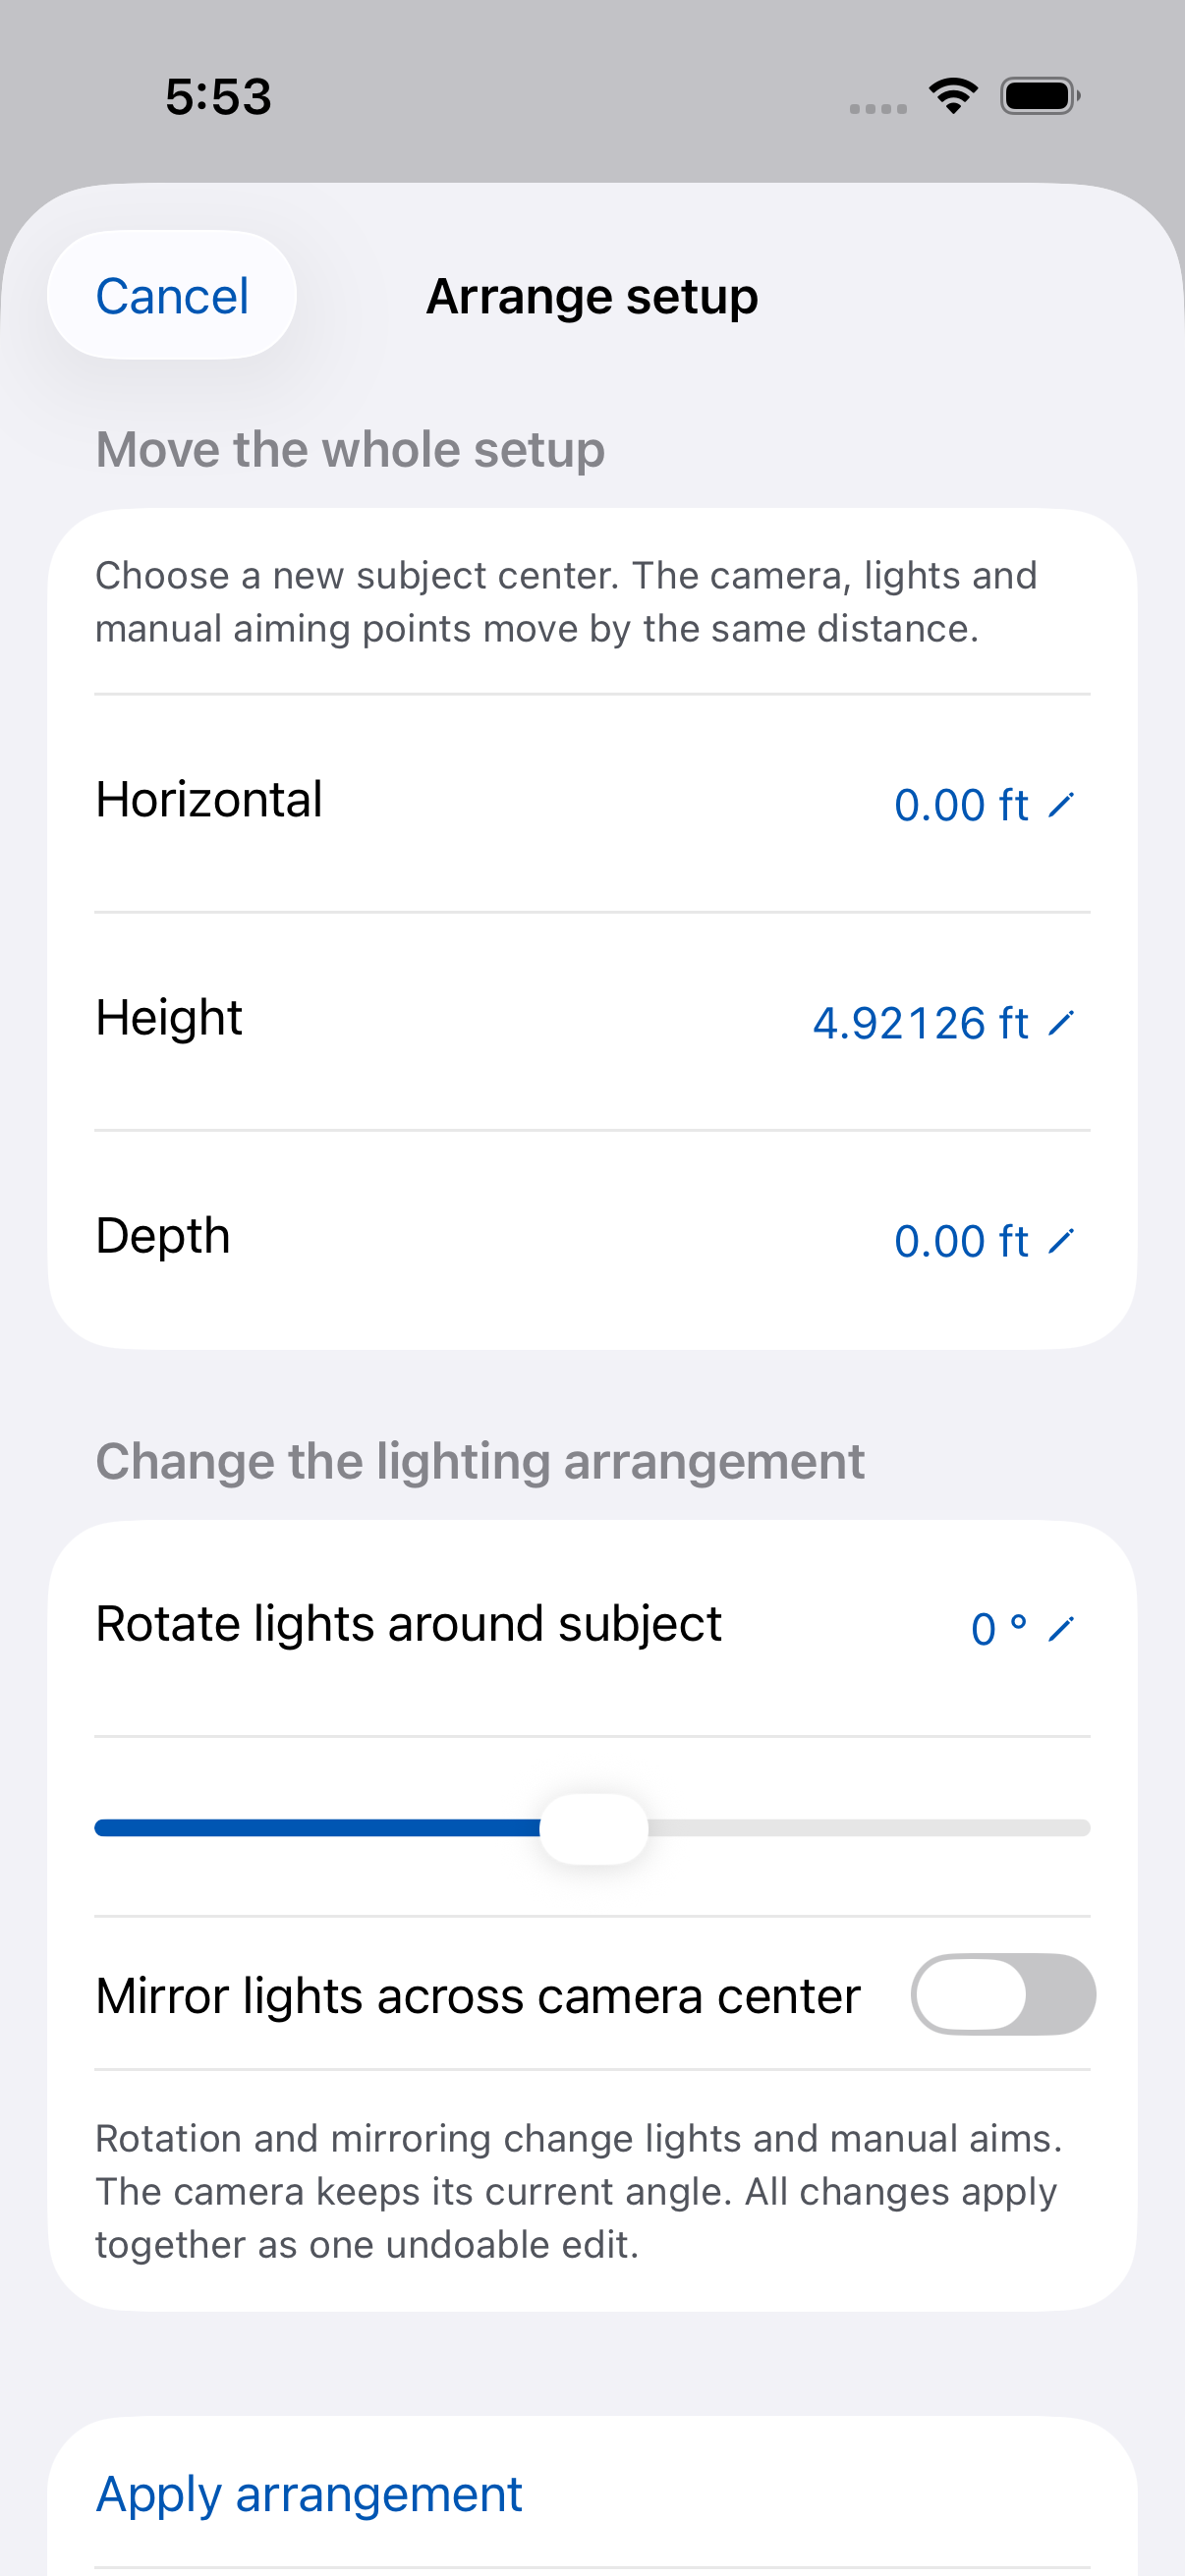 5:53
Cancel
Arrange setup
Move the whole setup
Choose a new subject center. The camera, lights and
manual aiming points move by the same distance.
Horizontal
0.00 ft
Height
4.92126 ft
Depth
0.00 ft
Change the lighting arrangement
Rotate lights around subject
0 °
Mirror lights across camera center
Rotation and mirroring change lights and manual aims.
The camera keeps its current angle. All changes apply
together as one undoable edit.
Apply arrangement